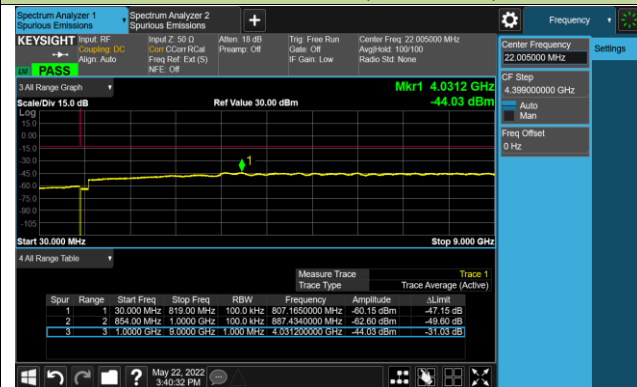 Spectrum Analyzer 1
Spurious Emissions
Spectrum Analyzer 2
Spurious Emissions
Frequency
KEYSIGHT
Input: RF
Coupling: DC
Align: Auto
Input Z: 50 Ω
Corr CCorr RCal
Freq Ref: Ext (S)
NFE: Off
Atten: 18 dB
Preamp: Off
Trig: Free Run
Gate: Off
IF Gain: Low
Center Freq: 22.005000 MHz
Avg|Hold: 100/100
Radio Std: None
PASS
Center Frequency
22.005000 MHz
Settings
CF Step
4.399000000 GHz
Auto
Man
Freq Offset
0 Hz
3 All Range Graph
Mkr1 4.0312 GHz
Scale/Div 15.0 dB
Ref Value 30.00 dBm
-44.03 dBm
Log
15.0
0.00
-15.0
-30.0
-45.0
-60.0
-75.0
-90.0
-105
1
Start 30.000 MHz
Stop 9.000 GHz
4 All Range Table
Measure Trace Trace 1
Trace Type Trace Average (Active)
Spur Range Start Freq Stop Freq RBW Frequency Amplitude ΔLimit
1 1 30.000 MHz 819.00 MHz 100.0 kHz 807.1650000 MHz -60.15 dBm -47.15 dB
2 2 854.00 MHz 1.0000 GHz 100.0 kHz 887.4340000 MHz -62.60 dBm -49.60 dB
3 3 1.0000 GHz 9.0000 GHz 1.000 MHz 4.031200000 GHz -44.03 dBm -31.03 dB
May 22, 2022
3:40:32 PM